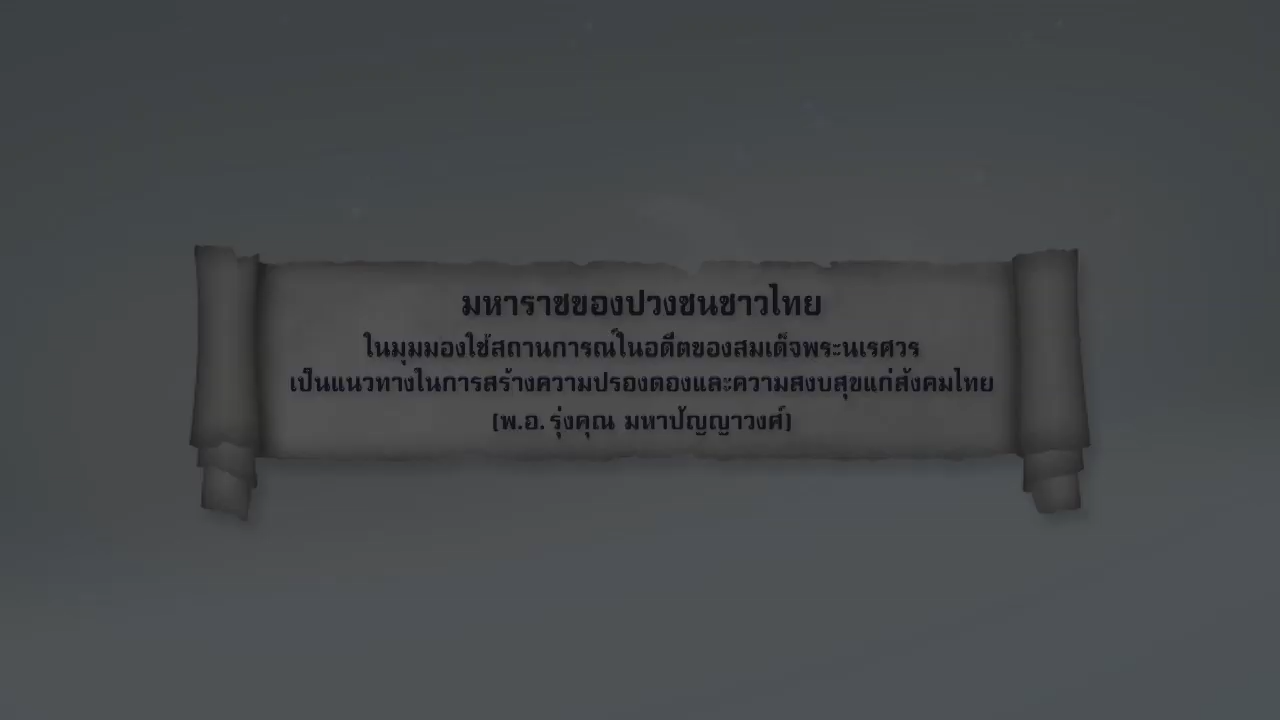 มหาราชของปวงชนชาวไทย
ในมุมมองใช้สถานการณ์ในอดีตของสมเด็จพระนเรศวร
เป็นแนวทางในการสร้างความปรองดองและความสงบสุขแก่สังคมไทย
(พ.อ. รุ่งคุณ มหาปัญญาวงศ์)